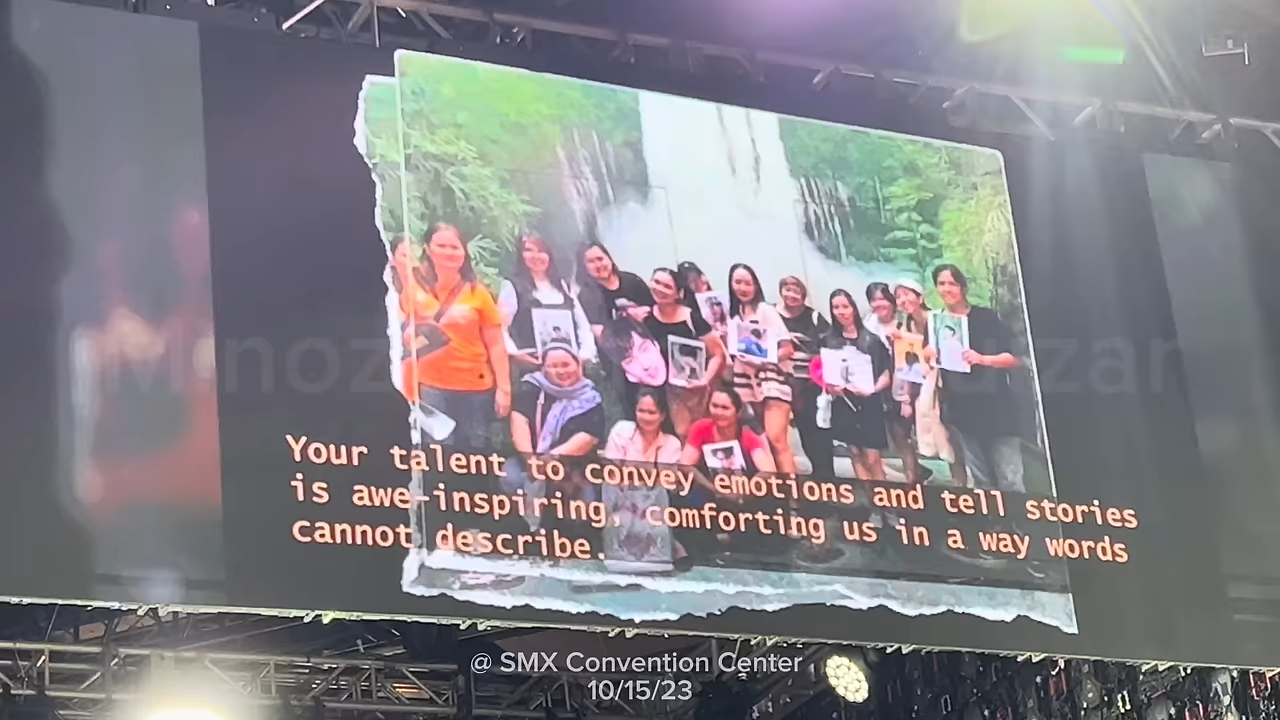 Your talent to convey emotions and tell stories
is awe-inspiring, comforting us in a way words
cannot describe.
@ SMX Convention Center
10/15/23